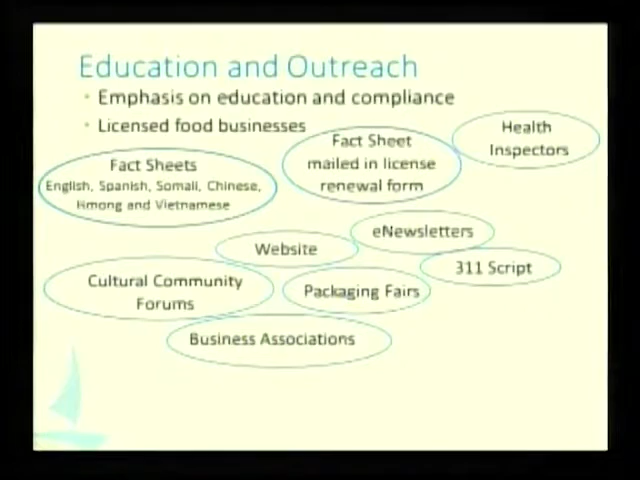 Education and Outreach
• Emphasis on education and compliance
• Licensed food businesses
Fact Sheet
mailed in license
renewal form
Health
Inspectors
Fact Sheets
English, Spanish, Somali, Chinese,
Hmong and Vietnamese
eNewsletters
Website
311 Script
Cultural Community
Forums
Packaging Fairs
Business Associations